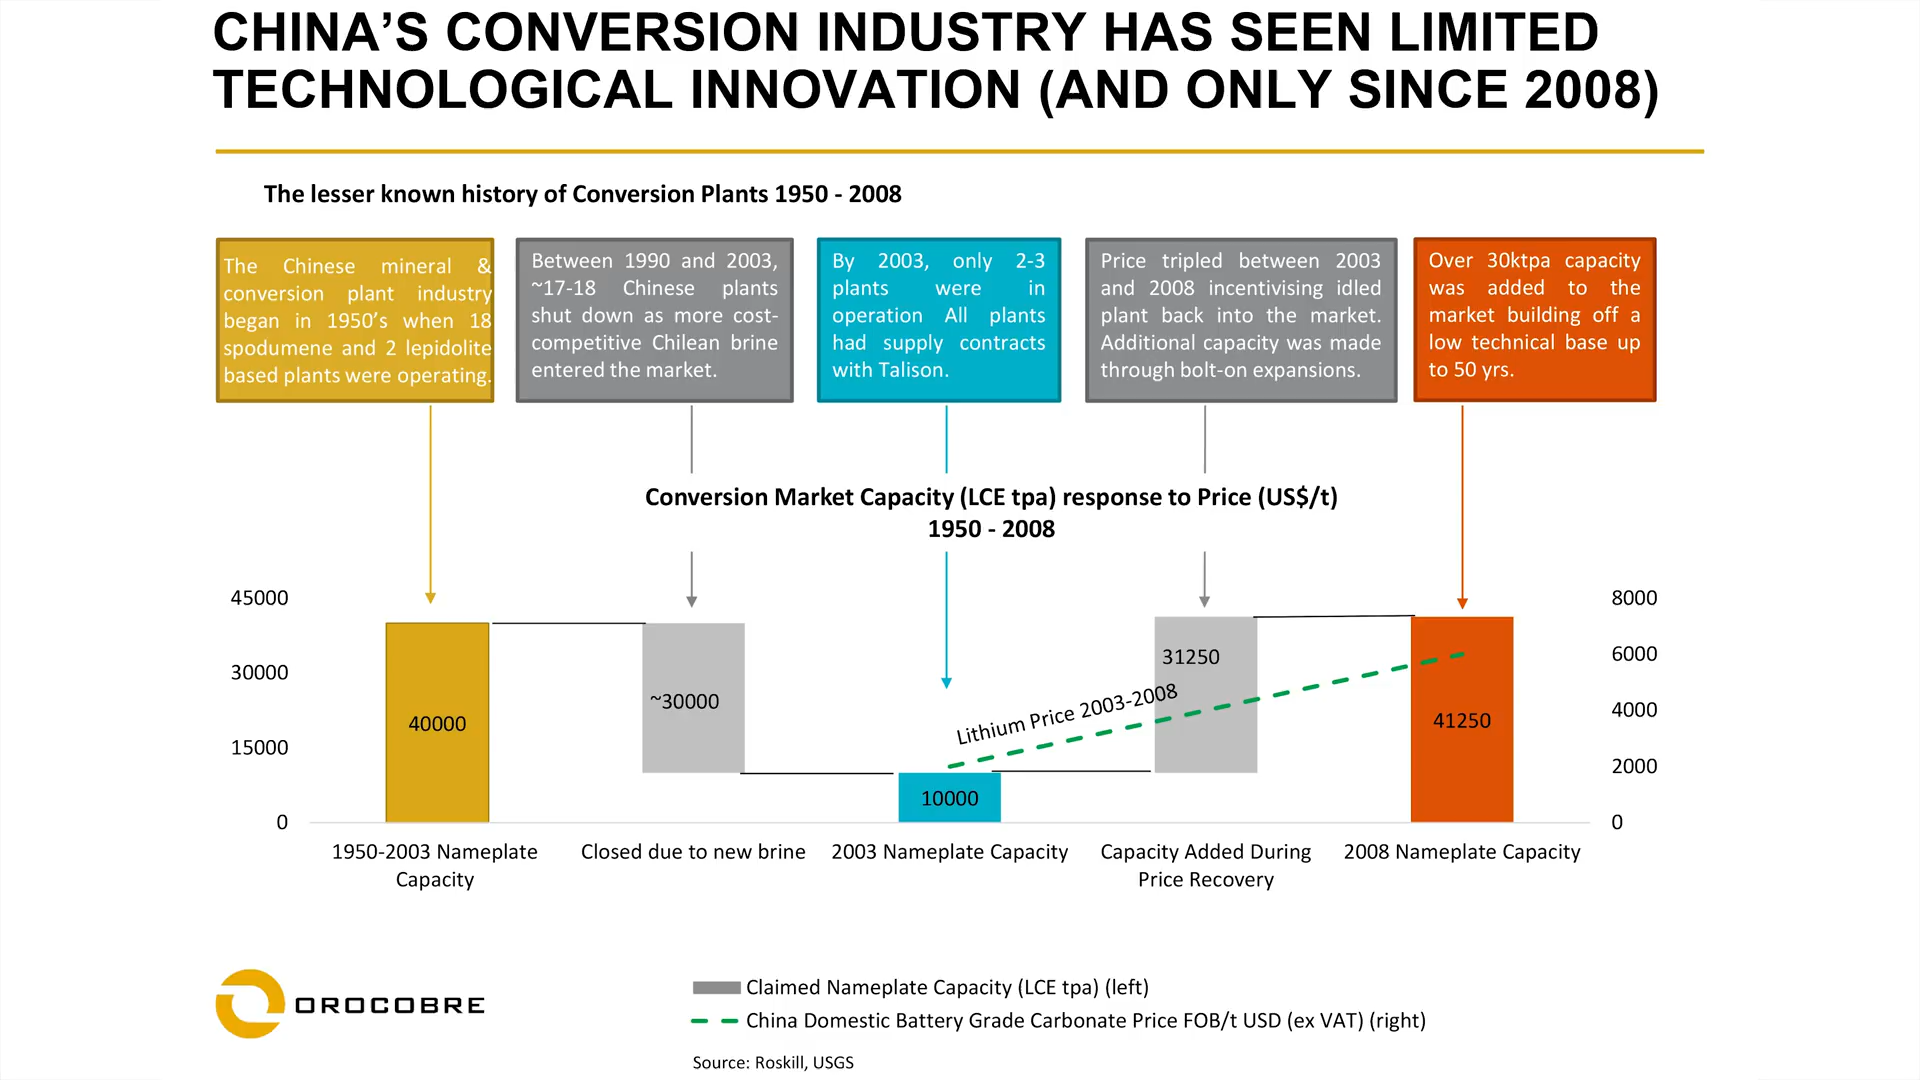 CHINA’S CONVERSION INDUSTRY HAS SEEN LIMITED
TECHNOLOGICAL INNOVATION (AND ONLY SINCE 2008)
The lesser known history of Conversion Plants 1950 - 2008
The Chinese mineral &
conversion plant industry
began in 1950’s when 18
spodumene and 2 lepidolite
based plants were operating.
Between 1990 and 2003,
~17-18 Chinese plants
shut down as more cost-
competitive Chilean brine
entered the market.
By 2003, only 2-3
plants were in
operation All plants
had supply contracts
with Talison.
Price tripled between 2003
and 2008 incentivising idled
plant back into the market.
Additional capacity was made
through bolt-on expansions.
Over 30ktpa capacity
was added to the
market building off a
low technical base up
to 50 yrs.
Conversion Market Capacity (LCE tpa) response to Price (US$/t)
1950 - 2008
45000
30000
15000
0
40000
~30000
10000
Lithium Price 2003-2008
31250
41250
8000
6000
4000
2000
0
1950-2003 Nameplate
Capacity
Closed due to new brine
2003 Nameplate Capacity
Capacity Added During
Price Recovery
2008 Nameplate Capacity
OROCOBRE
Claimed Nameplate Capacity (LCE tpa) (left)
China Domestic Battery Grade Carbonate Price FOB/t USD (ex VAT) (right)
Source: Roskill, USGS